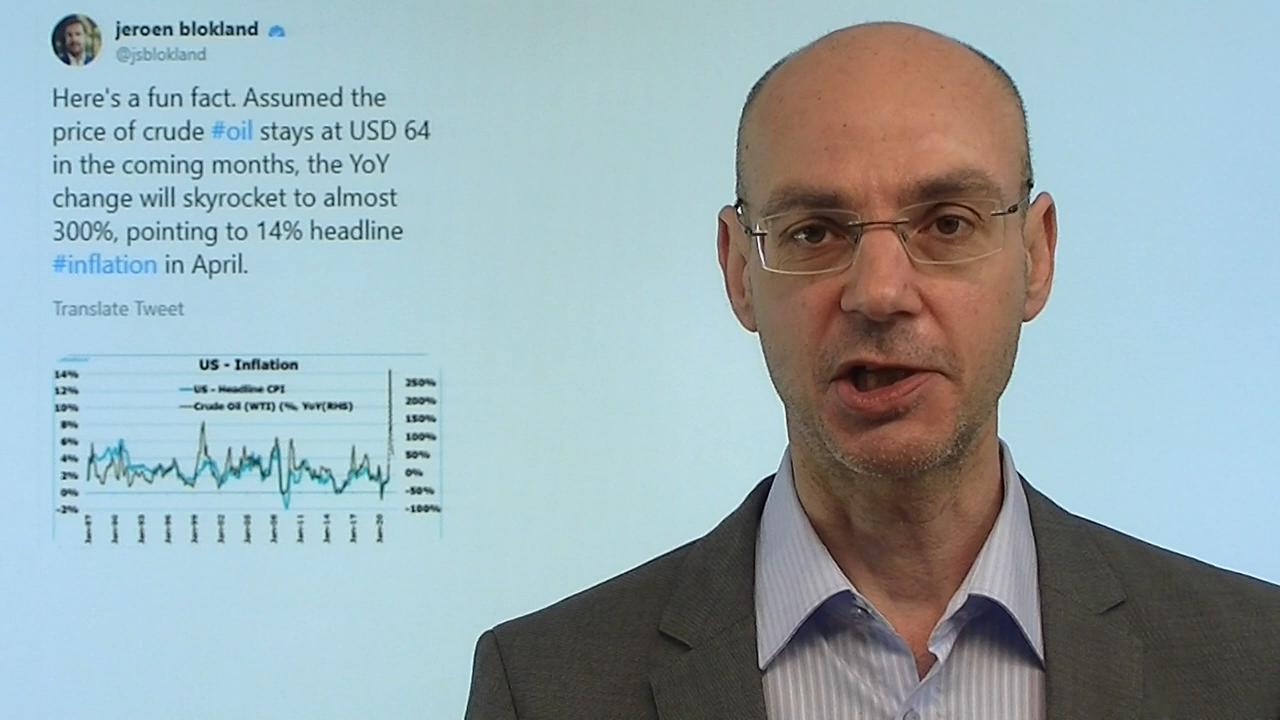 jeroen blokland
@jsblokland
Here's a fun fact. Assumed the
price of crude #oil stays at USD 64
in the coming months, the YoY
change will skyrocket to almost
300%, pointing to 14% headline
#inflation in April.
Translate Tweet
US - Inflation
14%
12%
10%
8%
6%
4%
2%
0%
-2%
US - Headline CPI
Crude Oil (WTI) (%, YoY(RHS)
250%
200%
150%
100%
50%
0%
-50%
-100%